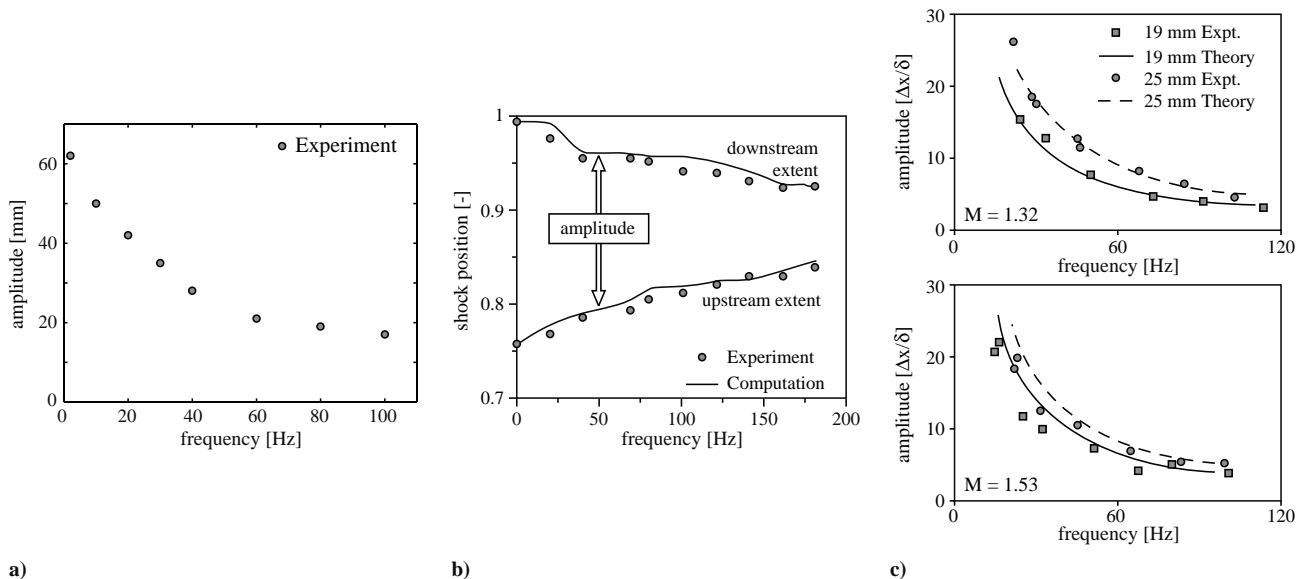 60
40
20
0
0
20
40
60
80
100
amplitude [mm]
frequency [Hz]
Experiment
a)
1
0.9
0.8
0.7
0
50
100
150
200
shock position [-]
frequency [Hz]
downstream
extent
amplitude
upstream extent
Experiment
Computation
b)
30
20
10
0
0
60
120
amplitude [Δx/δ]
frequency [Hz]
19 mm Expt.
19 mm Theory
25 mm Expt.
25 mm Theory
M = 1.32
30
20
10
0
0
60
120
amplitude [Δx/δ]
frequency [Hz]
M = 1.53
c)